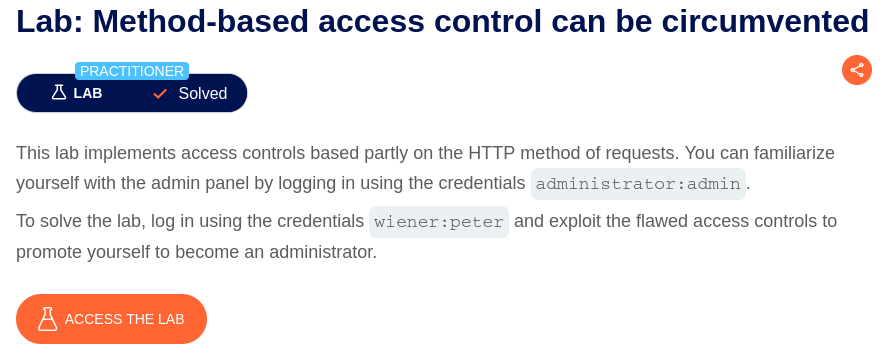 Lab: Method-based access control can be circumvented
PRACTITIONER
LAB Solved
This lab implements access controls based partly on the HTTP method of requests. You can familiarize
yourself with the admin panel by logging in using the credentials administrator:admin.
To solve the lab, log in using the credentials wiener:peter and exploit the flawed access controls to
promote yourself to become an administrator.
ACCESS THE LAB